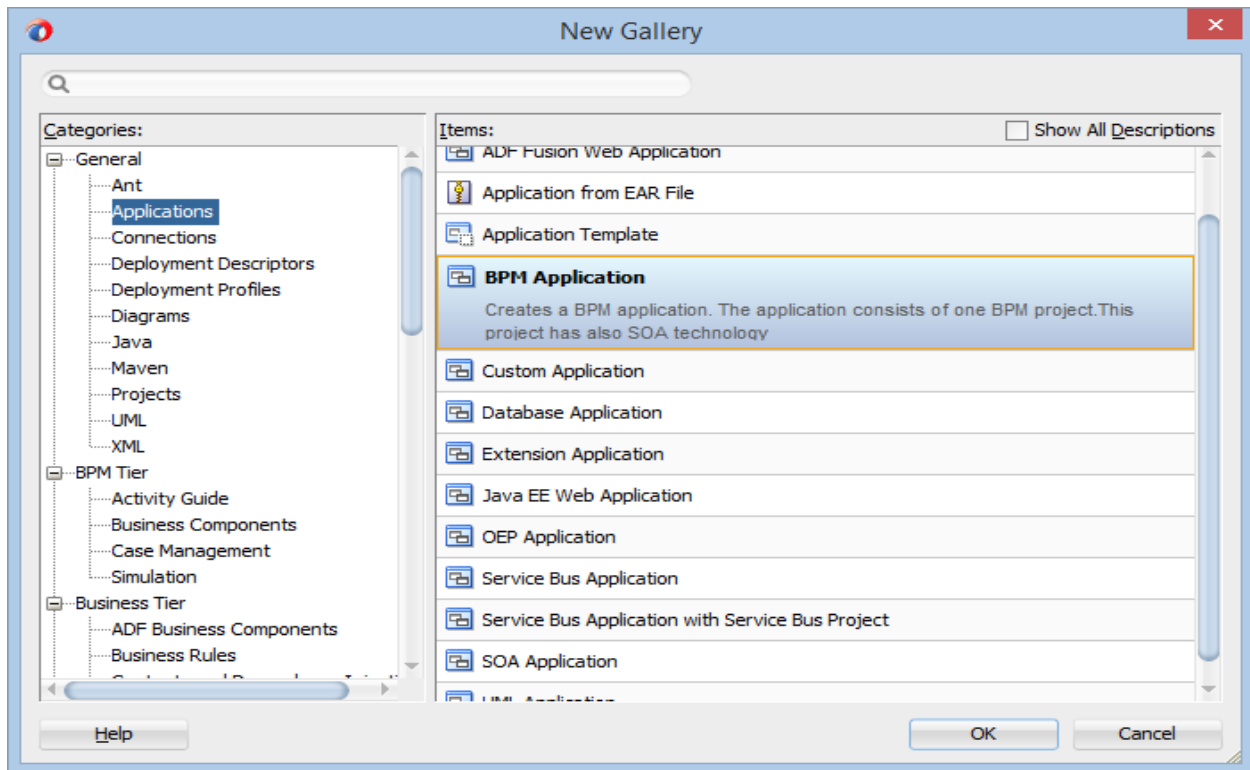 New Gallery
Categories:
General
Ant
Applications
Connections
Deployment Descriptors
Deployment Profiles
Diagrams
Java
Maven
Projects
UML
XML
BPM Tier
Activity Guide
Business Components
Case Management
Simulation
Business Tier
ADF Business Components
Business Rules
Items:
Show All Descriptions
ADF Fusion Web Application
Application from EAR File
Application Template
BPM Application
Creates a BPM application. The application consists of one BPM project.This
project has also SOA technology
Custom Application
Database Application
Extension Application
Java EE Web Application
OEP Application
Service Bus Application
Service Bus Application with Service Bus Project
SOA Application
UML Application
Help
OK
Cancel